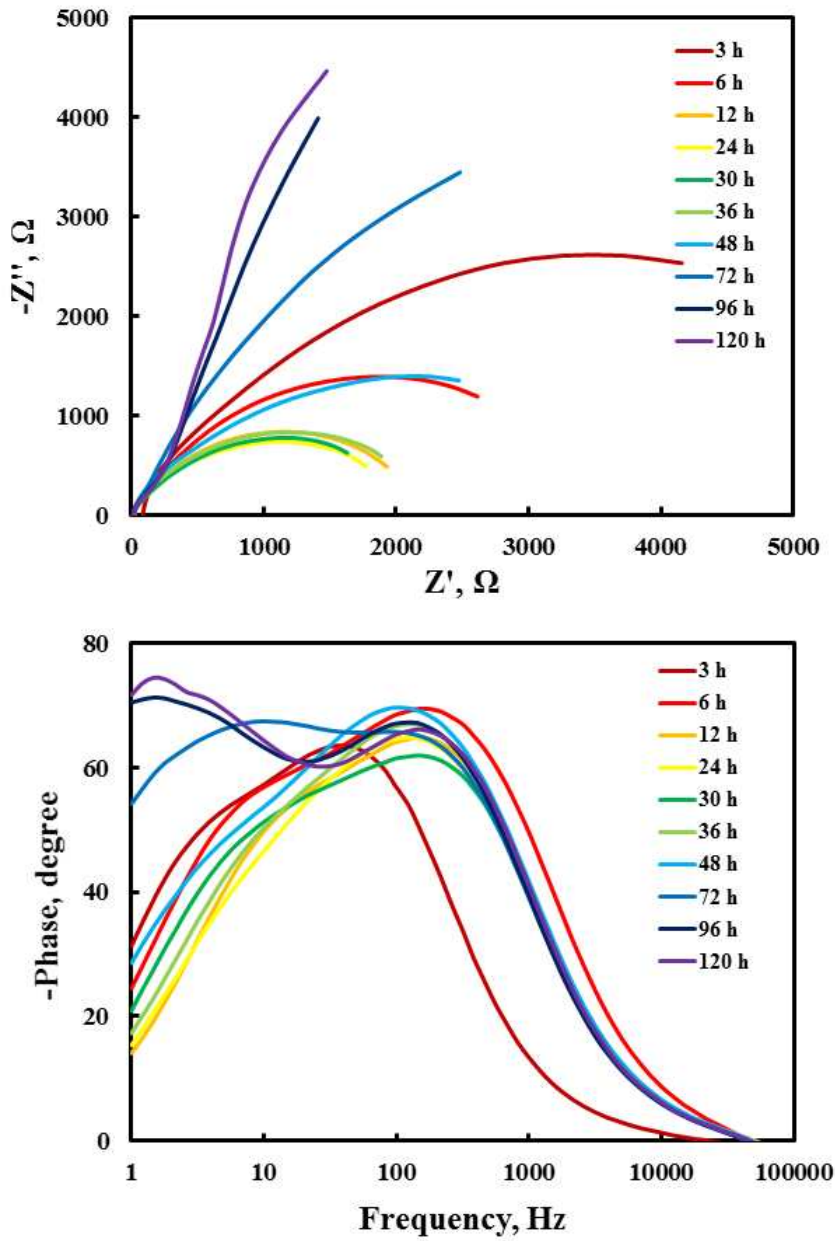 5000
4000
3000
2000
1000
0
-Z'', Ω
3 h
6 h
12 h
24 h
30 h
36 h
48 h
72 h
96 h
120 h
0 1000 2000 3000 4000 5000
Z', Ω
80
60
40
20
0
-Phase, degree
3 h
6 h
12 h
24 h
30 h
36 h
48 h
72 h
96 h
120 h
1 10 100 1000 10000 100000
Frequency, Hz